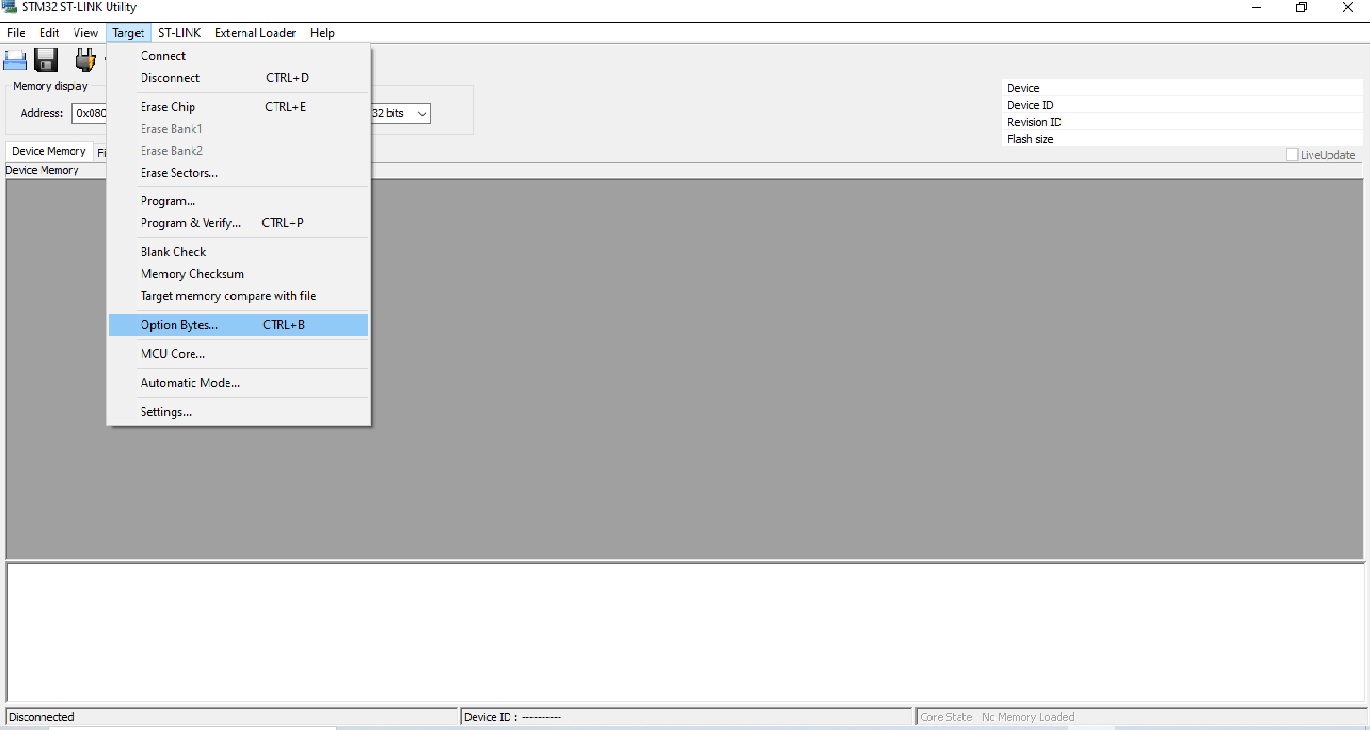 STM32 ST-LINK Utility
File Edit View Target ST-LINK External Loader Help
Connect
Disconnect CTRL+D
Erase Chip CTRL+E
Erase Bank1
Erase Bank2
Erase Sectors...
Program...
Program & Verify... CTRL+P
Blank Check
Memory Checksum
Target memory compare with file
Option Bytes... CTRL+B
MCU Core...
Automatic Mode...
Settings...
Memory display
Address: 0x080
32 bits
Device
Device ID
Revision ID
Flash size
LiveUpdate
Device Memory Fi
Device Memory
Disconnected
Device ID : ----------
Core State : No Memory Loaded